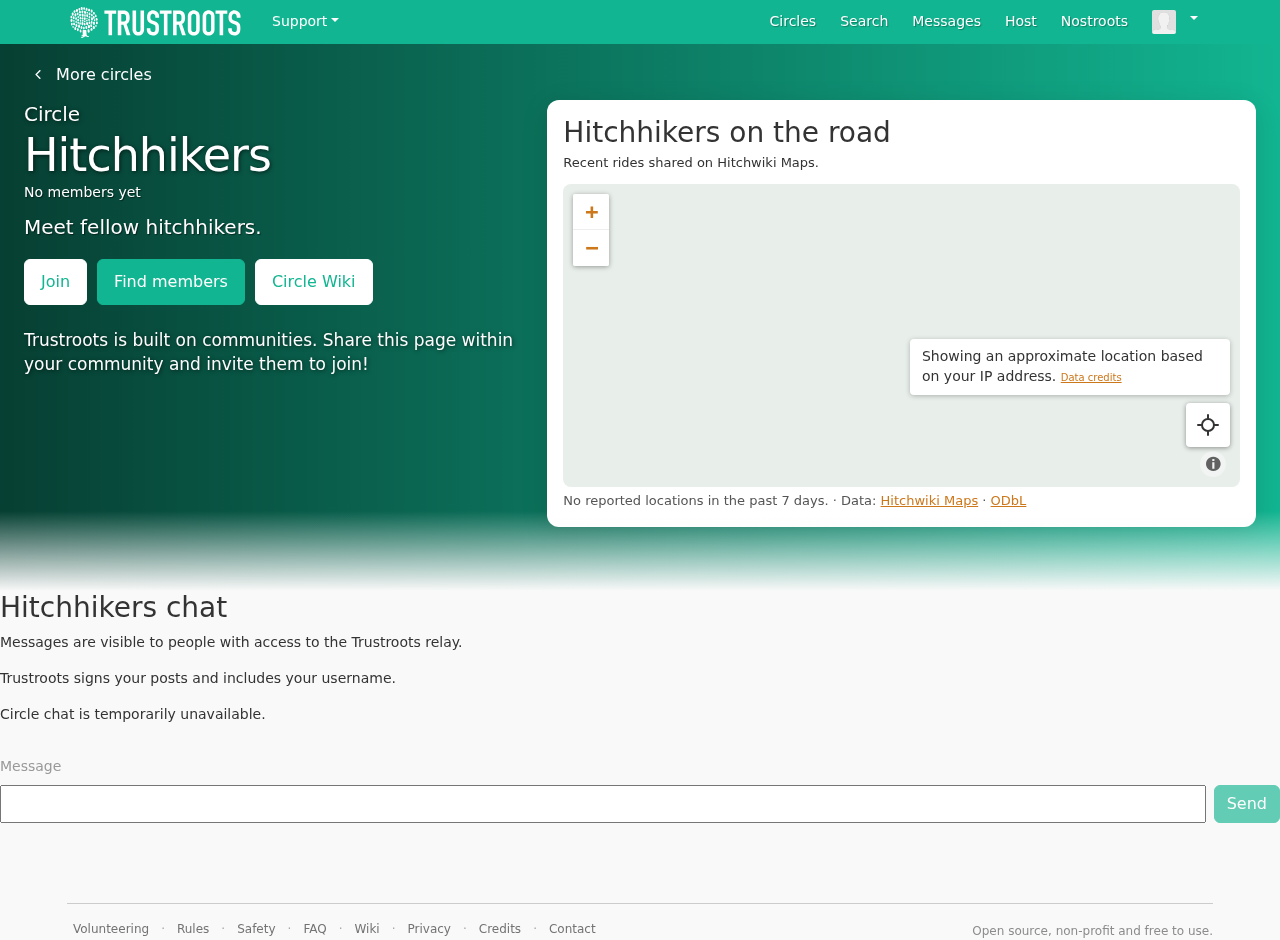 TRUSTROOTS
Support
Circles
Search
Messages
Host
Nostroots
More circles
Circle
Hitchhikers
No members yet
Meet fellow hitchhikers.
Join
Find members
Circle Wiki
Trustroots is built on communities. Share this page within
your community and invite them to join!
Hitchhikers on the road
Recent rides shared on Hitchwiki Maps.
+
−
Showing an approximate location based
on your IP address. Data credits
No reported locations in the past 7 days. · Data: Hitchwiki Maps · ODbL
Hitchhikers chat
Messages are visible to people with access to the Trustroots relay.
Trustroots signs your posts and includes your username.
Circle chat is temporarily unavailable.
Message
Send
Volunteering · Rules · Safety · FAQ · Wiki · Privacy · Credits · Contact
Open source, non-profit and free to use.